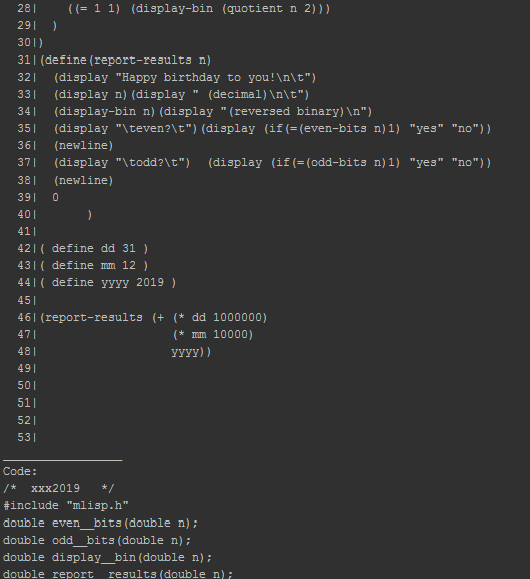 28|    ((= 1 1) (display-bin (quotient n 2)))
29|  )
30|)
31|(define(report-results n)
32|  (display "Happy birthday to you!\n\t")
33|  (display n)(display " (decimal)\n\t")
34|  (display-bin n)(display "(reversed binary)\n")
35|  (display "\teven?\t")(display (if(=(even-bits n)1) "yes" "no"))
36|  (newline)
37|  (display "\todd?\t")  (display (if(=(odd-bits n)1) "yes" "no"))
38|  (newline)
39|  0
40|       )
41|
42|( define dd 31 )
43|( define mm 12 )
44|( define yyyy 2019 )
45|
46|(report-results (+ (* dd 1000000)
47|                   (* mm 10000)
48|                   yyyy))
49|
50|
51|
52|
53|
_________________
Code:
/*  xxx2019   */
#include "mlisp.h"
double even__bits(double n);
double odd__bits(double n);
double display__bin(double n);
double report__results(double n);